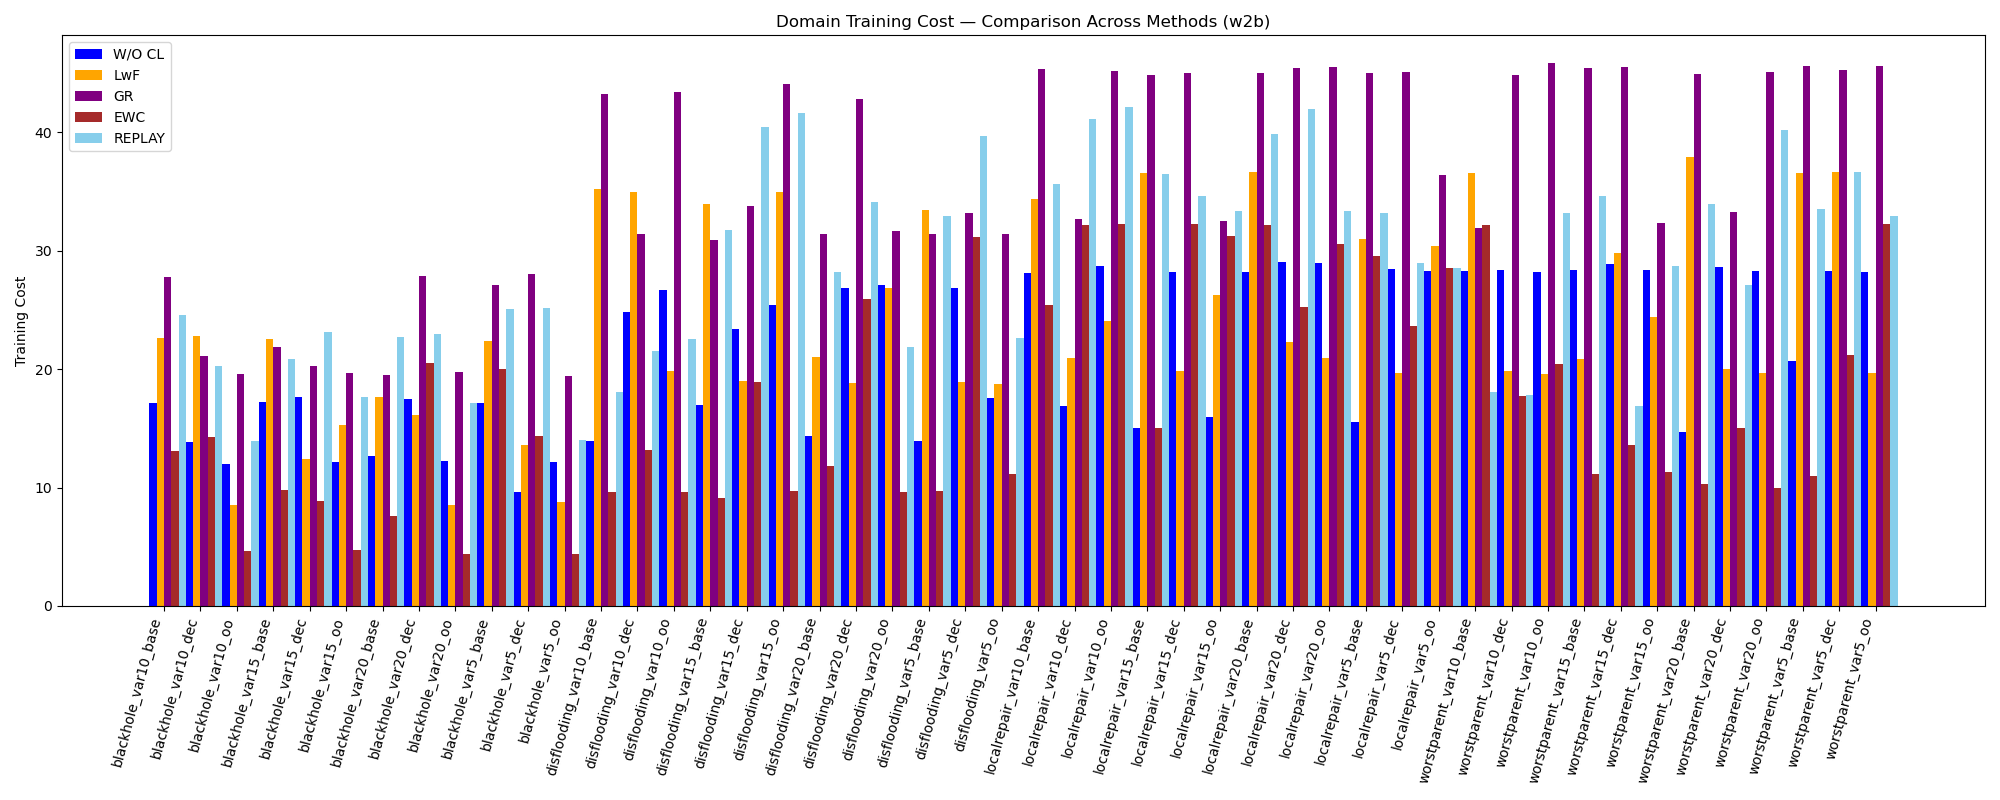 Domain Training Cost — Comparison Across Methods (w2b)
W/O CL
LwF
GR
EWC
REPLAY
Training Cost
40
30
20
10
0
blackhole_var10_base
blackhole_var10_dec
blackhole_var10_oo
blackhole_var15_base
blackhole_var15_dec
blackhole_var15_oo
blackhole_var20_base
blackhole_var20_dec
blackhole_var20_oo
blackhole_var5_base
blackhole_var5_dec
blackhole_var5_oo
disflooding_var10_base
disflooding_var10_dec
disflooding_var10_oo
disflooding_var15_base
disflooding_var15_dec
disflooding_var15_oo
disflooding_var20_base
disflooding_var20_dec
disflooding_var20_oo
disflooding_var5_base
disflooding_var5_dec
disflooding_var5_oo
localrepair_var10_base
localrepair_var10_dec
localrepair_var10_oo
localrepair_var15_base
localrepair_var15_dec
localrepair_var15_oo
localrepair_var20_base
localrepair_var20_dec
localrepair_var20_oo
localrepair_var5_base
localrepair_var5_dec
localrepair_var5_oo
worstparent_var10_base
worstparent_var10_dec
worstparent_var10_oo
worstparent_var15_base
worstparent_var15_dec
worstparent_var15_oo
worstparent_var20_base
worstparent_var20_dec
worstparent_var20_oo
worstparent_var5_base
worstparent_var5_dec
worstparent_var5_oo